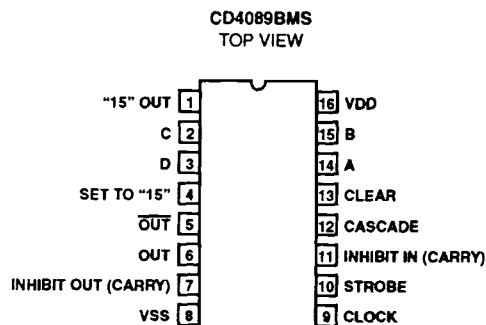 CD4089BMS
TOP VIEW
"15" OUT 1 16 VDD
C 2 15 B
D 3 14 A
SET TO "15" 4 13 CLEAR
OUT 5 12 CASCADE
OUT 6 11 INHIBIT IN (CARRY)
INHIBIT OUT (CARRY) 7 10 STROBE
VSS 8 9 CLOCK